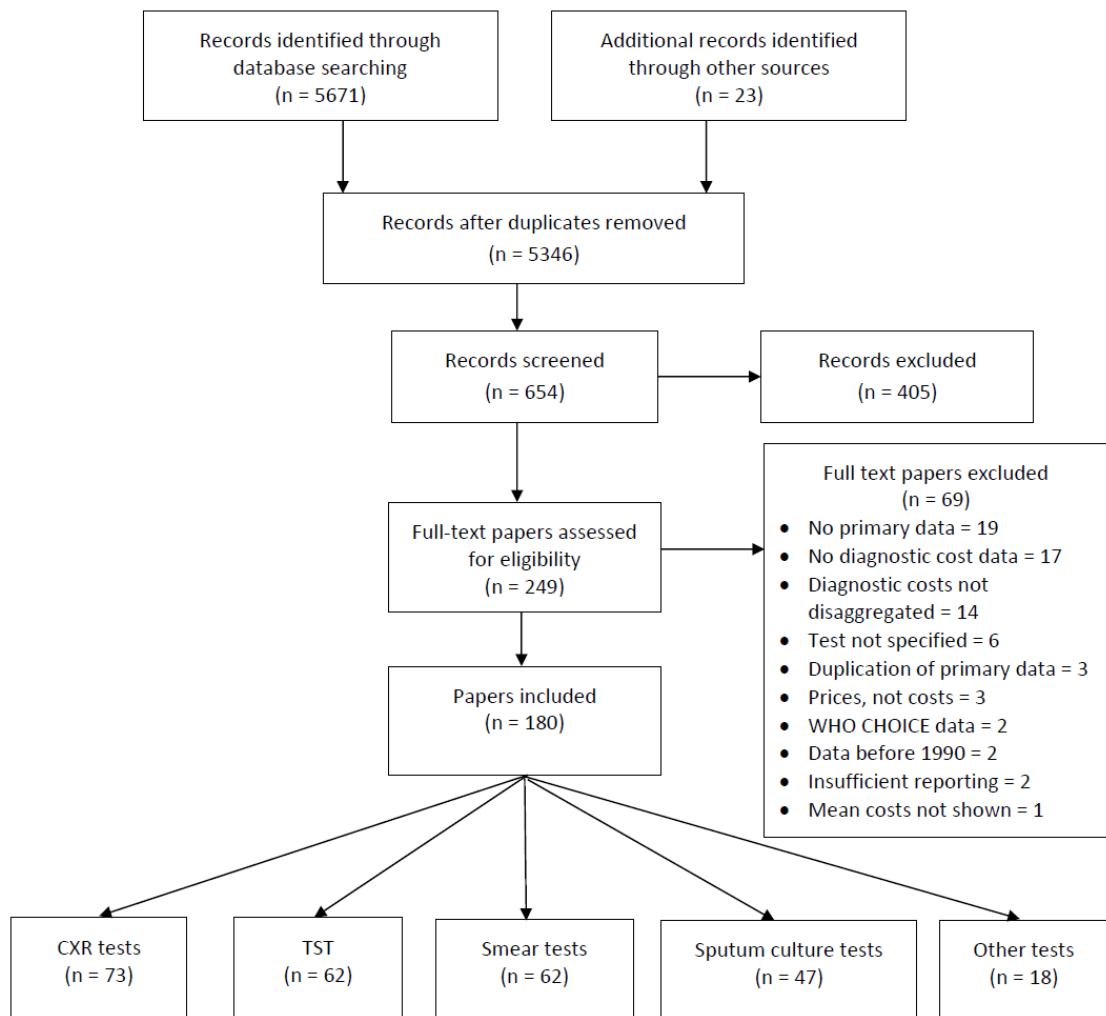 Records identified through
database searching
(n = 5671)
Additional records identified
through other sources
(n = 23)
Records after duplicates removed
(n = 5346)
Records screened
(n = 654)
Records excluded
(n = 405)
Full-text papers assessed
for eligibility
(n = 249)
Full text papers excluded
(n = 69)
• No primary data = 19
• No diagnostic cost data = 17
• Diagnostic costs not
disaggregated = 14
• Test not specified = 6
• Duplication of primary data = 3
• Prices, not costs = 3
• WHO CHOICE data = 2
• Data before 1990 = 2
• Insufficient reporting = 2
• Mean costs not shown = 1
Papers included
(n = 180)
CXR tests
(n = 73)
TST
(n = 62)
Smear tests
(n = 62)
Sputum culture tests
(n = 47)
Other tests
(n = 18)